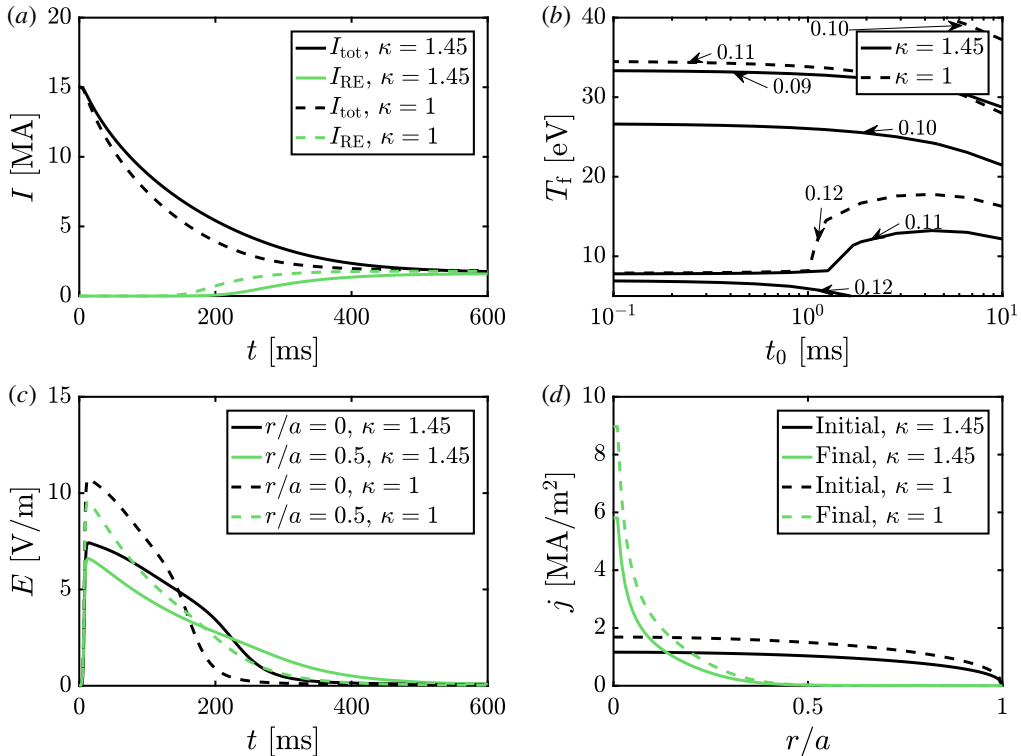 (a)
20
15
10
5
0
I [MA]
I_tot, κ = 1.45
I_RE, κ = 1.45
I_tot, κ = 1
I_RE, κ = 1
0 200 400 600
t [ms]
(b)
40
30
20
10
T_f [eV]
0.10
κ = 1.45
κ = 1
0.11
0.09
0.10
0.12
0.11
0.12
10^-1 10^0 10^1
t_0 [ms]
(c)
15
10
5
0
E [V/m]
r/a = 0, κ = 1.45
r/a = 0.5, κ = 1.45
r/a = 0, κ = 1
r/a = 0.5, κ = 1
0 200 400 600
t [ms]
(d)
10
8
6
4
2
0
j [MA/m²]
Initial, κ = 1.45
Final, κ = 1.45
Initial, κ = 1
Final, κ = 1
0 0.5 1
r/a